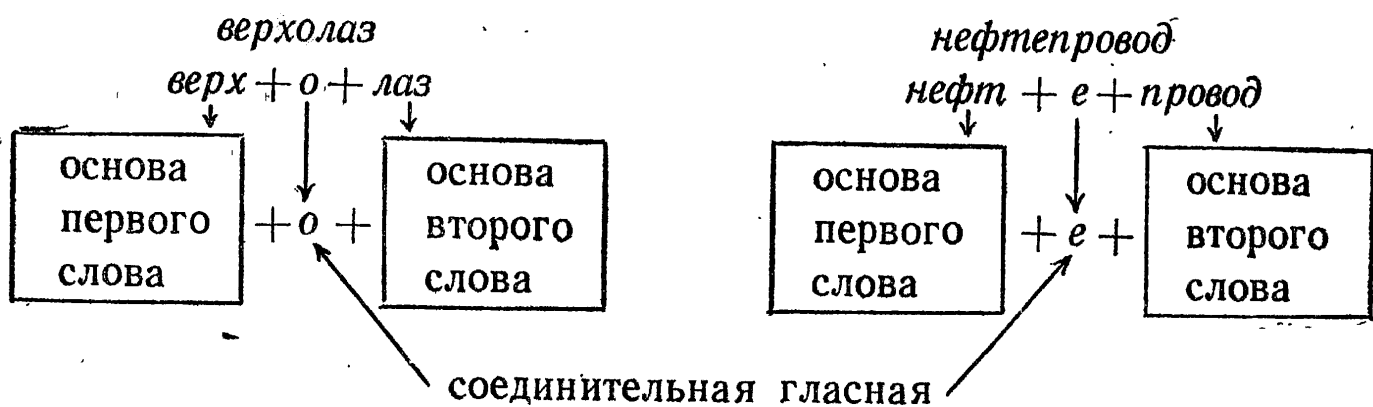 верхолаз
верх + о + лаз
основа первого слова + о + основа второго слова
нефтепровод
нефт + е + провод
основа первого слова + е + основа второго слова
соединительная гласная